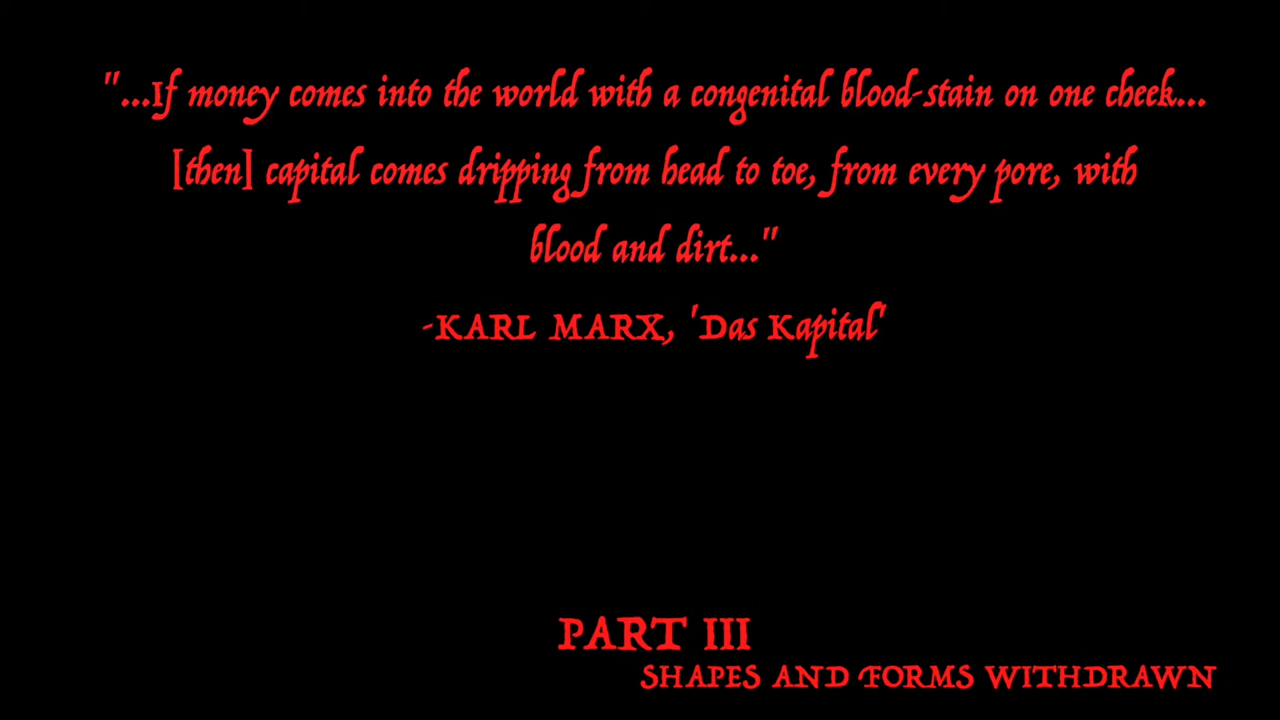 "...If money comes into the world with a congenital blood-stain on one cheek...
[then] capital comes dripping from head to toe, from every pore, with
blood and dirt..."
-KARL MARX, 'Das Kapital'
PART III
SHAPES AND FORMS WITHDRAWN